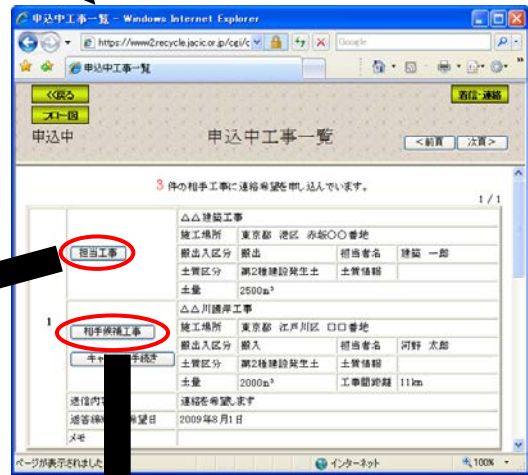 申込中工事一覧 - Windows Internet Explorer
https://www2.recycle.jacic.or.jp/cgi/c
Google
申込中工事一覧
<<戻る
着信・連絡
フロー図
申込中
申込中工事一覧
<前頁
次頁>
3 件の相手工事に連絡希望を申し込んでいます。
1 / 1
1
担当工事
△△建築工事
施工場所 東京都 港区 赤坂〇〇番地
搬出入区分 搬出 担当者名 建築 一郎
土質区分 第2種建設発生土 土質情報
土量 2500m³
相手候補工事
キャ 手続き
△△川護岸工事
施工場所 東京都 江戸川区 口口番地
搬出入区分 搬入 担当者名 河野 太郎
土質区分 第2種建設発生土 土質情報
土量 2000m³ 工事間距離 11km
送信内 連絡を希望します
返答締 希望日 2009年8月1日
メモ
ページが表示されました
インターネット
100%